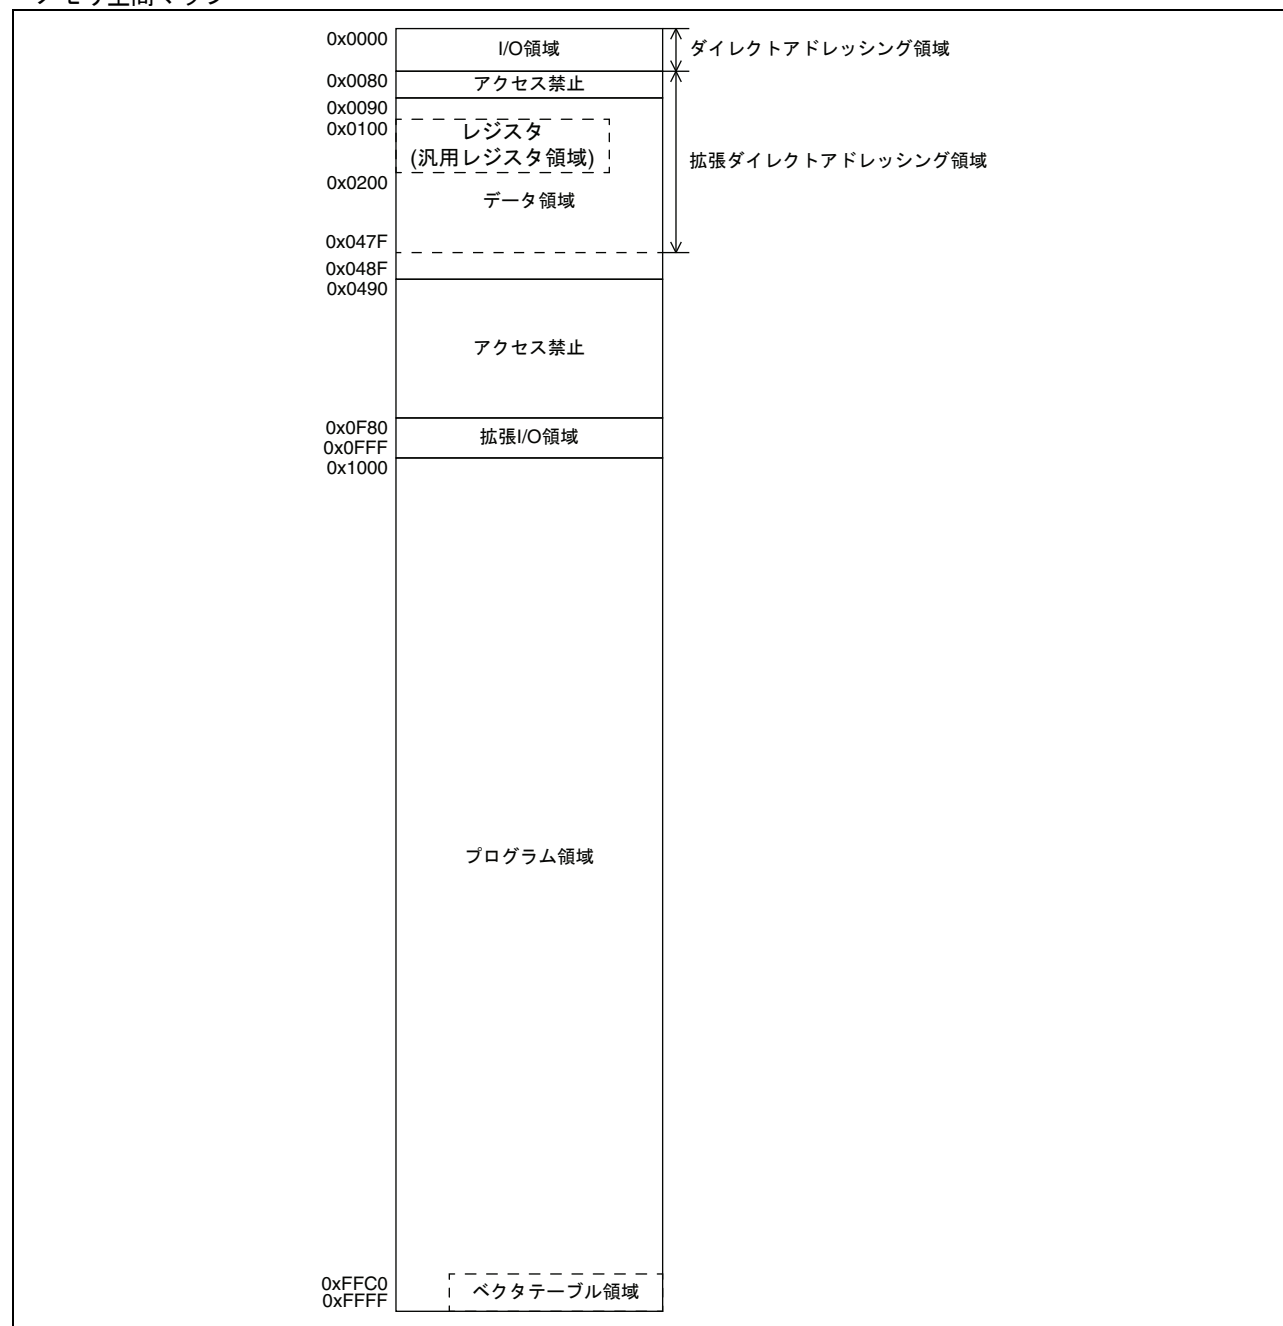 0x0000
I/O領域
ダイレクトアドレッシング領域
0x0080
アクセス禁止
0x0090
0x0100
レジスタ
(汎用レジスタ領域)
拡張ダイレクトアドレッシング領域
0x0200
データ領域
0x047F
0x048F
0x0490
アクセス禁止
0x0F80
拡張I/O領域
0x0FFF
0x1000
プログラム領域
0xFFC0
ベクタテーブル領域
0xFFFF